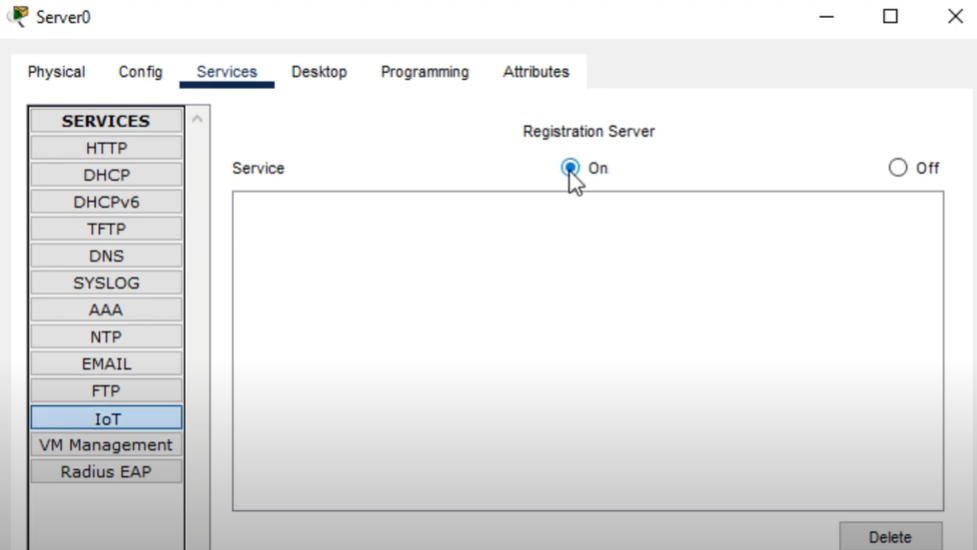 Server0
Physical Config Services Desktop Programming Attributes
SERVICES
HTTP
DHCP
DHCPv6
TFTP
DNS
SYSLOG
AAA
NTP
EMAIL
FTP
IoT
VM Management
Radius EAP
Registration Server
Service On Off
Delete